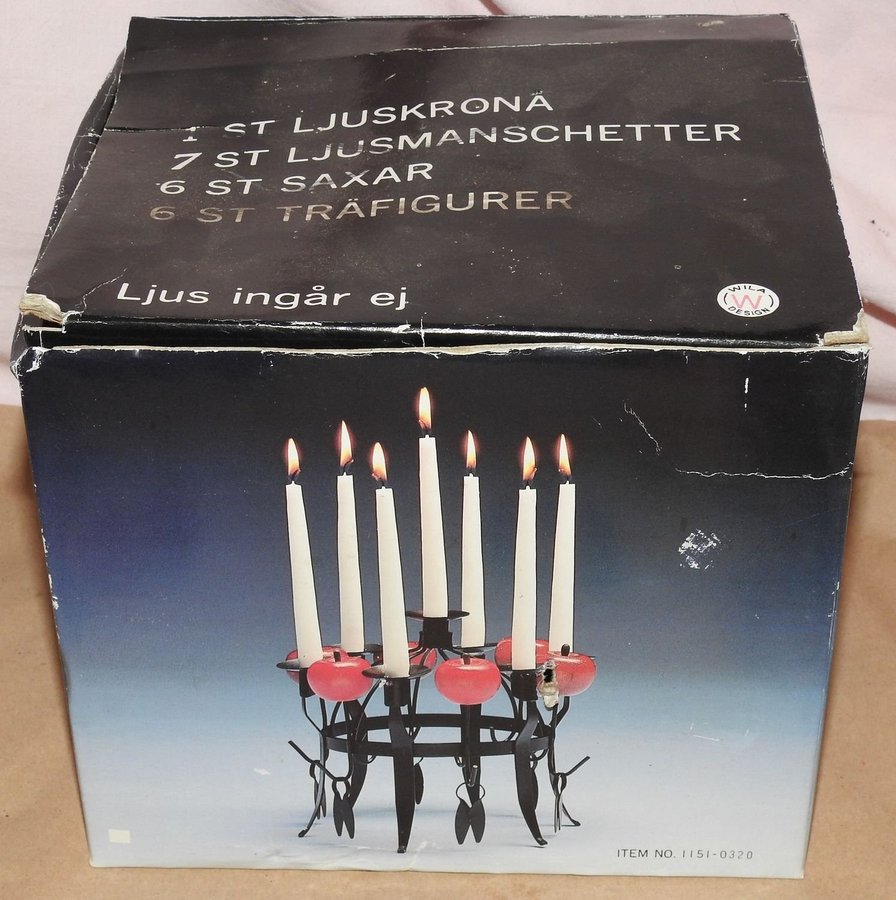 1 ST LJUSKRONA
7 ST LJUSMANSCHETTER
6 ST SAXAR
6 ST TRÄFIGURER
Ljus ingår ej
WILA
W
DESIGN
ITEM NO. 1151-0320